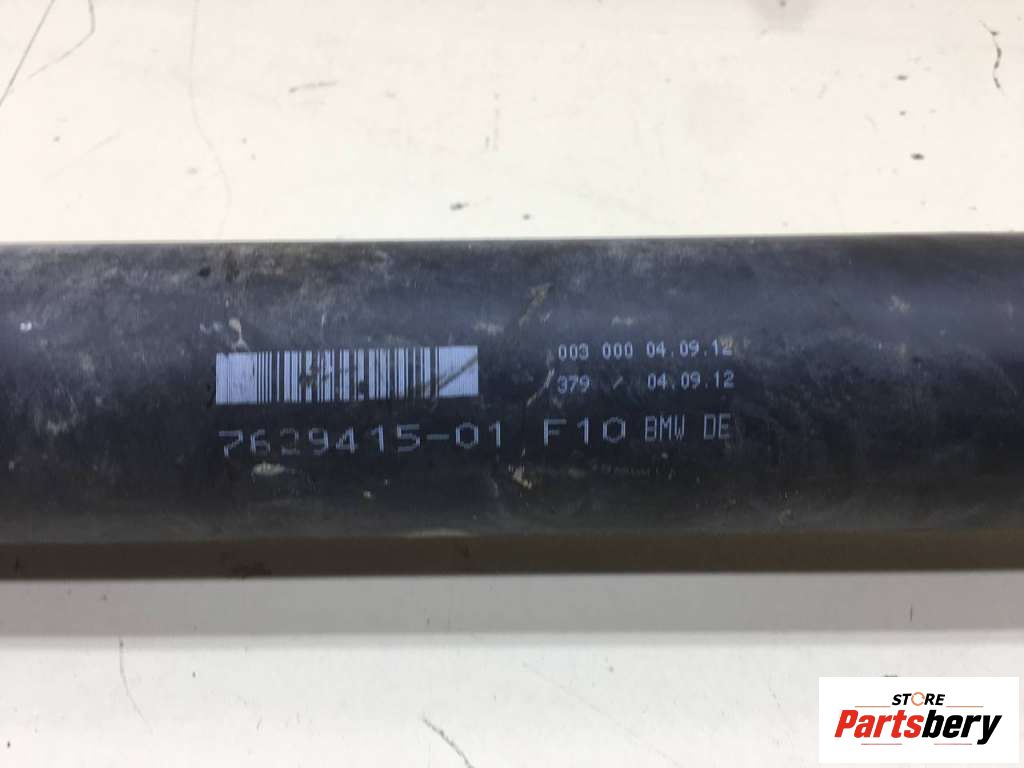 003 000 04.09.12
379 / 04.09.12
7629415-01 F10 BMW DE
STORE
Partsbery